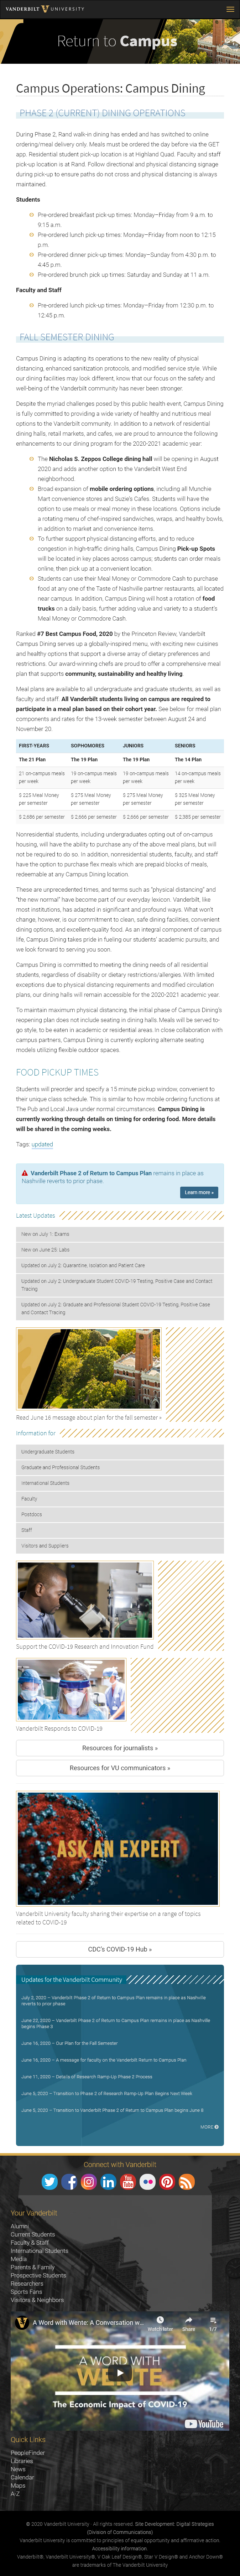 VANDERBILT V UNIVERSITY
Return to Campus
Campus Operations: Campus Dining
PHASE 2 (CURRENT) DINING OPERATIONS
During Phase 2, Rand walk-in dining has ended and has switched to online
ordering/meal delivery only. Meals must be ordered the day before via the GET
app. Residential student pick-up location is at Highland Quad. Faculty and staff
pick-up location is at Rand. Follow directional and physical distancing signage
during pick-up to ensure paths do not cross and physical distancing is always
maintained.
Students
Pre-ordered breakfast pick-up times: Monday–Friday from 9 a.m. to
9:15 a.m.
Pre-ordered lunch pick-up times: Monday–Friday from noon to 12:15
p.m.
Pre-ordered dinner pick-up times: Monday–Sunday from 4:30 p.m. to
4:45 p.m.
Pre-ordered brunch pick up times: Saturday and Sunday at 11 a.m.
Faculty and Staff
Pre-ordered lunch pick-up times: Monday–Friday from 12:30 p.m. to
12:45 p.m.
FALL SEMESTER DINING
Campus Dining is adapting its operations to the new reality of physical
distancing, enhanced sanitization protocols, and modified service style. While
our dining facilities may look different, know that our focus on the safety and
well-being of the Vanderbilt community has never been stronger.
Despite the myriad challenges posed by this public health event, Campus Dining
is fully committed to providing a wide variety of healthy and nutritious meal
options to the Vanderbilt community. In addition to a network of residential
dining halls, retail markets, and cafes, we are proud to announce the following
enhancements to the dining program for the 2020-2021 academic year:
The Nicholas S. Zeppos College dining hall will be opening in August
2020 and adds another option to the Vanderbilt West End
neighborhood.
Broad expansion of mobile ordering options, including all Munchie
Mart convenience stores and Suzie's Cafes. Students will have the
option to use meal money or meal swipes in these locations. Options
include a rotating menu of chef-inspired sandwiches, wraps, and healthy bowls,
in addition to market and convenience items.
To further support physical distancing efforts, and to reduce
congestion in high-traffic dining halls, Campus Dining Pick-up Spots
will be located across campus; students can order meals
online, then pick up at a convenient location.
Students can use their Meal Money or Commodore Cash to purchase
food at any one of the Taste of Nashville partner restaurants, all located
near campus. In addition, Campus Dining will host a rotation of food
trucks on a daily basis, further adding value and variety to a student's
Meal Money or Commodore Cash.
Ranked #7 Best Campus Food, 2020 by the Princeton Review, Vanderbilt
Campus Dining serves up healthy meals with exciting new cuisines and
globally-inspired menus that appeal to a diverse array of dietary needs and
preferences. Our award-winning chefs and staff offer a comprehensive meal
plan that supports community, sustainability and healthy living.
Meal plans are available to undergraduate and graduate students, as well as
faculty and staff. All Vanderbilt students living on campus are required to
participate in a meal plan based on their cohort year. See below for meal plan
amounts and rates for the 13-week semester between August 24 and
November 20.
FIRST-YEARS SOPHOMORES JUNIORS SENIORS
The 21 Plan The 19 Plan The 19 Plan The 14 Plan
21 on-campus meals per week 19 on-campus meals per week 19 on-campus meals per week 14 on-campus meals per week
$ 225 Meal Money per semester $ 275 Meal Money per semester $ 275 Meal Money per semester $ 325 Meal Money per semester
$ 2,686 per semester $ 2,666 per semester $ 2,666 per semester $ 2,385 per semester
Nonresidential students, including undergraduates opting out of on-campus
housing, will have the opportunity to participate in a modified meal plan, but are
not required to do so. In addition, nonresidential students, faculty, and staff
have the option to purchase flex meals which are prepaid blocks of meals,
redeemable at any Campus Dining location.
These are unprecedented times, and terms such as "physical distancing" and
"the new normal" have become part of our everyday lexicon. Vanderbilt, like
most institutions, is adapting to significant and profound changes. What will not
change, however, is our commitment to deep caring, safe dining facilities, convenient
dining options, and excellent-quality food. As an integral component of campus
life, Campus Dining takes pride in fulfilling our students' academic pursuits, and
we look forward to serving you soon.
Campus Dining is committed to meeting the dining needs of all students,
regardless of medical conditions or dietary restrictions/allergies. With limited
exceptions due to physical distancing requirements and modified circulation
plans, our dining halls will remain accessible for the 2020-2021 academic year.
To maintain maximum physical distancing, the initial phase of Campus Dining's
reopening plan does not include seated or dining in dining halls. Meals will be served to-
go style, to be eaten in academic or residential areas. In close collaboration with
campus partners, Campus Dining is currently exploring alternate seating
models utilizing flexible outdoor spaces.
FOOD PICKUP TIMES
Students will preorder and specify a 15 minute pickup window, convenient to
their unique class schedule. This is similar to how mobile ordering functions at
The Pub and Local Java under normal circumstances. Campus Dining is
currently working through details on timing for ordering food. More details
will be shared in the coming weeks.
Tags: updated
Vanderbilt Phase 2 of Return to Campus Plan remains in place as
Nashville reverts to prior phase.
Learn more »
Latest Updates
New on July 1: Exams
New on June 25: Labs
Updated on July 2: Quarantine, Isolation and Patient Care
Updated on July 2: Undergraduate Student COVID-19 Testing, Positive Case and Contact
Tracing
Updated on July 2: Graduate and Professional Student COVID-19 Testing, Positive Case
and Contact Tracing
Read June 16 message about plan for the fall semester
Information for
Undergraduate Students
Graduate and Professional Students
International Students
Faculty
Postdocs
Staff
Visitors and Suppliers
Support the COVID-19 Research and Innovation Fund
Vanderbilt Responds to COVID-19
Resources for journalists »
Resources for VU communicators »
ASK AN EXPERT
Vanderbilt University faculty sharing their expertise on a range of topics
related to COVID-19
CDC's COVID-19 Hub »
Updates for the Vanderbilt Community
July 2, 2020 – Vanderbilt Phase 2 of Return to Campus Plan remains in place as Nashville
reverts to prior phase
June 22, 2020 – Vanderbilt Phase 2 of Return to Campus Plan remains in place as Nashville
begins Phase 3
June 16, 2020 – Our Plan for the Fall Semester
June 16, 2020 – A message for faculty on the Vanderbilt Return to Campus Plan
June 11, 2020 – Details of Research Ramp-Up Phase 2 Process
June 9, 2020 – Transition to Phase 2 of Research Ramp-Up Plan Begins Next Week
June 5, 2020 – Transition to Vanderbilt Phase 2 of Return to Campus Plan begins June 8
MORE
Connect with Vanderbilt
Your Vanderbilt
Alumni
Current Students
Faculty & Staff
International Students
Media
Parents & Family
Prospective Students
Researchers
Sports Fans
Visitors & Neighbors
A Word with Wente: A Conversation w...
Watch later
Share
1/7
A WORD WITH
WENTE
The Economic Impact of COVID-19
YouTube
Quick Links
PeopleFinder
Libraries
News
Calendar
Maps
A-Z
© 2020 Vanderbilt University · All rights reserved. Site Development: Digital Strategies
(Division of Communications)
Vanderbilt University is committed to principles of equal opportunity and affirmative action.
Accessibility information
Vanderbilt®, Vanderbilt University®, V Oak Leaf Design®, Star V Design® and Anchor Down®
are trademarks of The Vanderbilt University